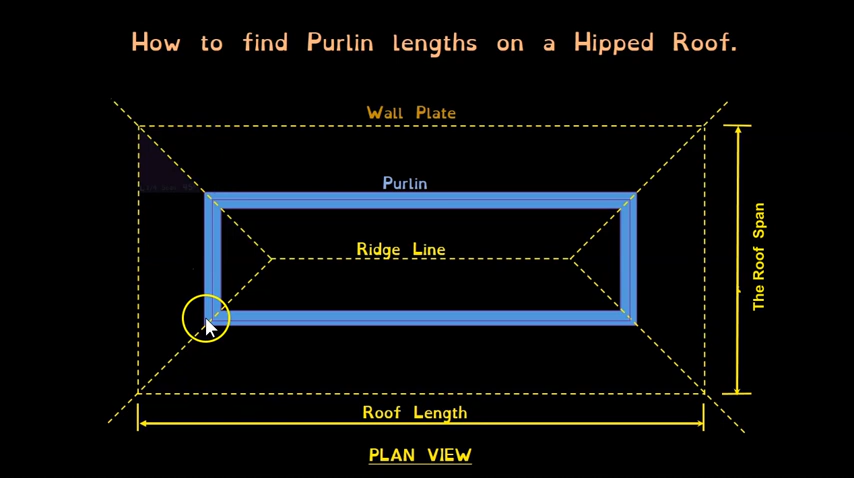 How to find Purlin lengths on a Hipped Roof.
Wall Plate
Purlin
Ridge Line
The Roof Span
Roof Length
PLAN VIEW